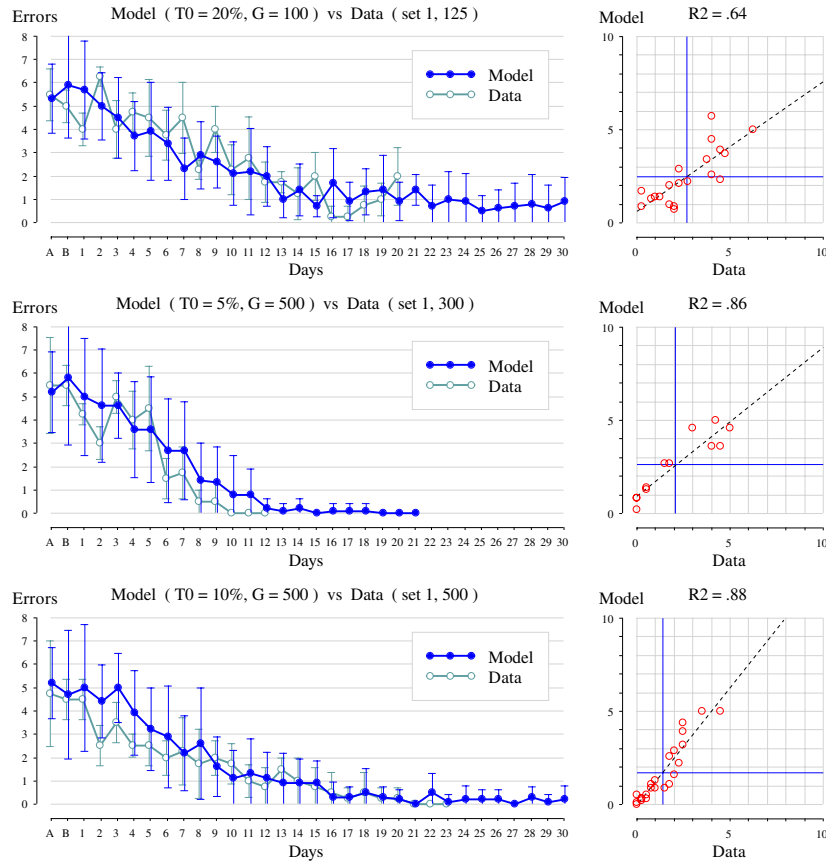 Errors Model ( T0 = 20%, G = 100 ) vs Data ( set 1, 125 )
8
7
6
5
4
3
2
1
0
Model
Data
A B 1 2 3 4 5 6 7 8 9 10 11 12 13 14 15 16 17 18 19 20 21 22 23 24 25 26 27 28 29 30
Days
Model R2 = .64
10
5
0
0 5 10
Data
Errors Model ( T0 = 5%, G = 500 ) vs Data ( set 1, 300 )
8
7
6
5
4
3
2
1
0
Model
Data
A B 1 2 3 4 5 6 7 8 9 10 11 12 13 14 15 16 17 18 19 20 21 22 23 24 25 26 27 28 29 30
Days
Model R2 = .86
10
5
0
0 5 10
Data
Errors Model ( T0 = 10%, G = 500 ) vs Data ( set 1, 500 )
8
7
6
5
4
3
2
1
0
Model
Data
A B 1 2 3 4 5 6 7 8 9 10 11 12 13 14 15 16 17 18 19 20 21 22 23 24 25 26 27 28 29 30
Days
Model R2 = .88
10
5
0
0 5 10
Data